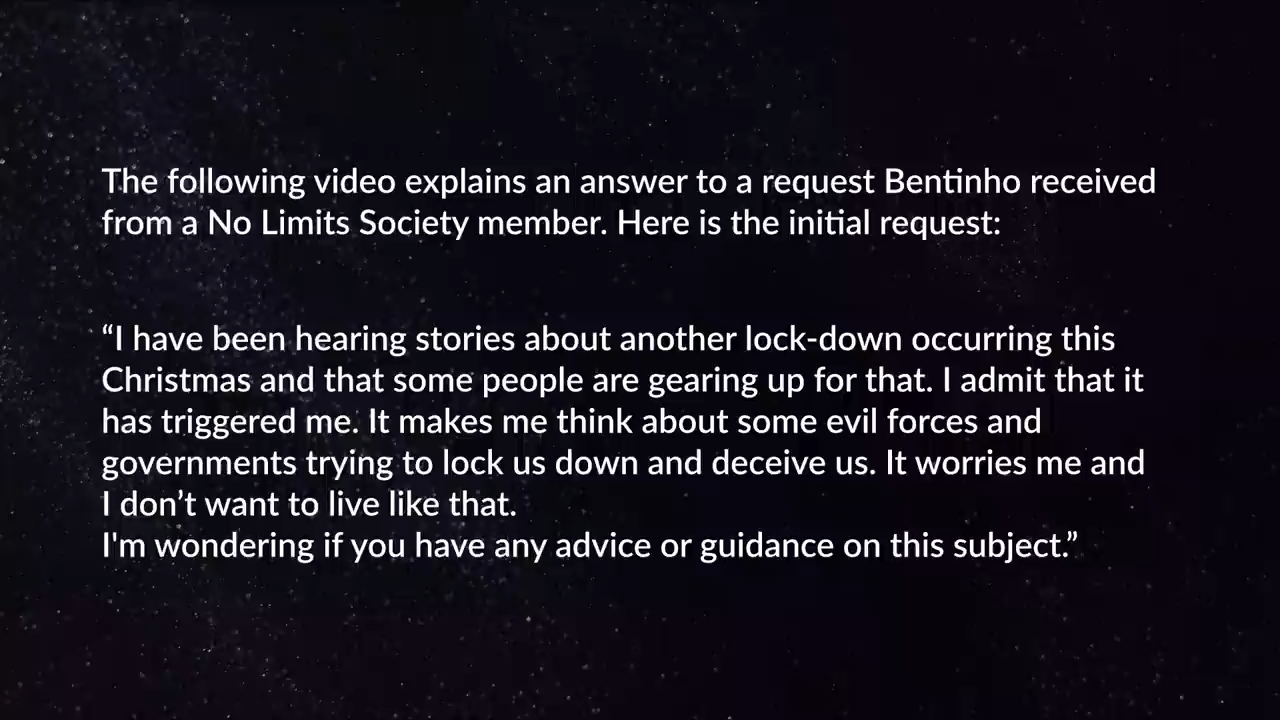 The following video explains an answer to a request Bentinho received
from a No Limits Society member. Here is the initial request:
“I have been hearing stories about another lock-down occurring this
Christmas and that some people are gearing up for that. I admit that it
has triggered me. It makes me think about some evil forces and
governments trying to lock us down and deceive us. It worries me and
I don’t want to live like that.
I'm wondering if you have any advice or guidance on this subject.”